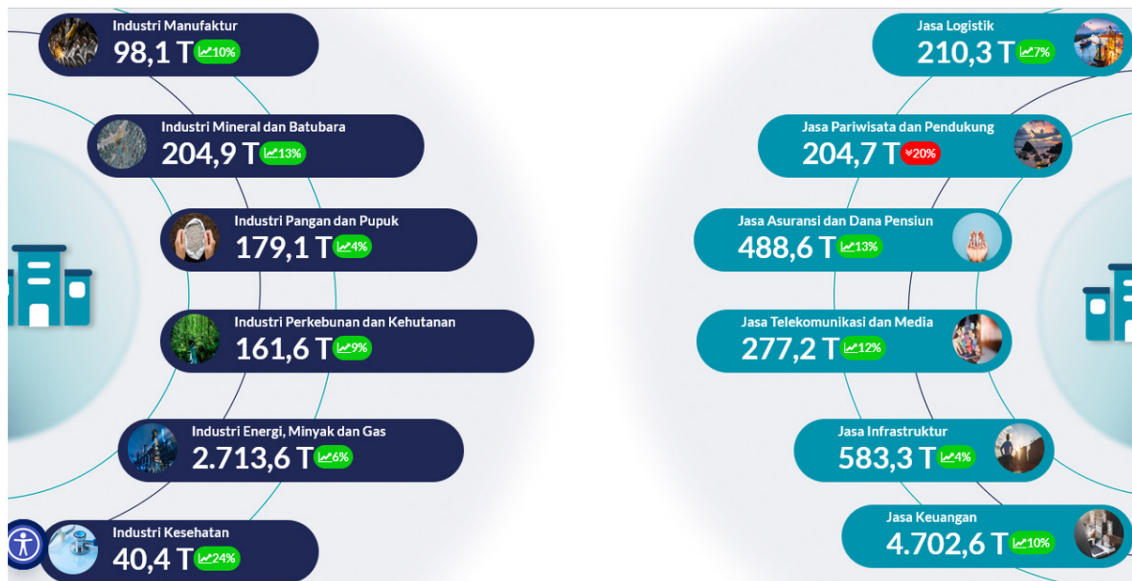 Industri Manufaktur
98,1 T 10%
Industri Mineral dan Batubara
204,9 T 13%
Industri Pangan dan Pupuk
179,1 T 4%
Industri Perkebunan dan Kehutanan
161,6 T 9%
Industri Energi, Minyak dan Gas
2.713,6 T 6%
Industri Kesehatan
40,4 T 24%
Jasa Logistik
210,3 T 7%
Jasa Pariwisata dan Pendukung
204,7 T 20%
Jasa Asuransi dan Dana Pensiun
488,6 T 13%
Jasa Telekomunikasi dan Media
277,2 T 12%
Jasa Infrastruktur
583,3 T 4%
Jasa Keuangan
4.702,6 T 10%